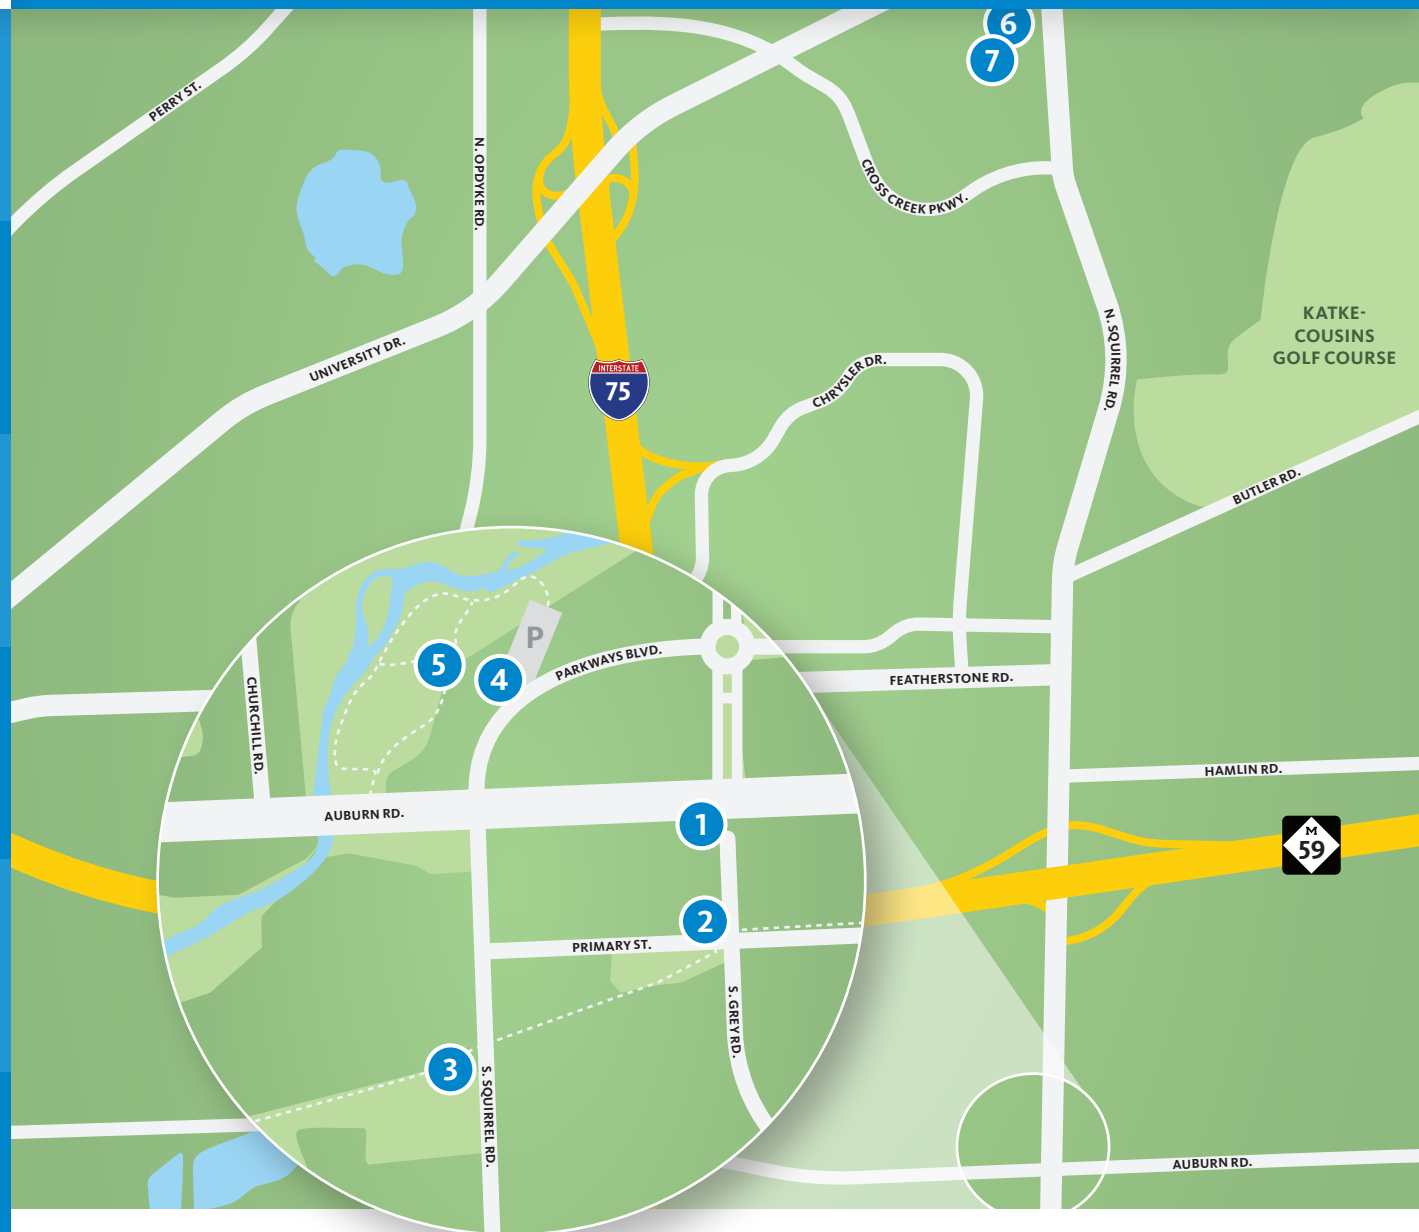 6
7
PERRY ST.
N. OPDYKE RD.
CROSS CREEK PKWY.
UNIVERSITY DR.
INTERSTATE
75
CHRYSLER DR.
N. SQUIRREL RD.
KATKE-
COUSINS
GOLF COURSE
BUTLER RD.
P
5
4
PARKWAYS BLVD.
FEATHERSTONE RD.
CHURCHILL RD.
HAMLIN RD.
AUBURN RD.
1
M
59
2
PRIMARY ST.
S. GREY RD.
3
S. SQUIRREL RD.
AUBURN RD.